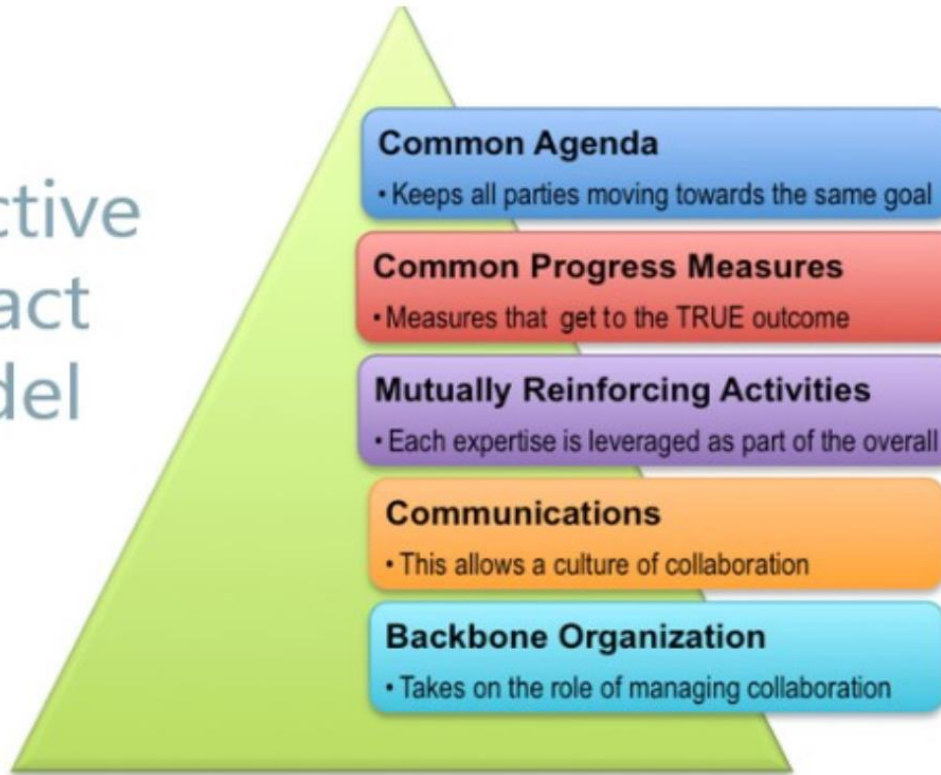 ctive
act
del
Common Agenda
• Keeps all parties moving towards the same goal
Common Progress Measures
• Measures that get to the TRUE outcome
Mutually Reinforcing Activities
• Each expertise is leveraged as part of the overall
Communications
• This allows a culture of collaboration
Backbone Organization
• Takes on the role of managing collaboration